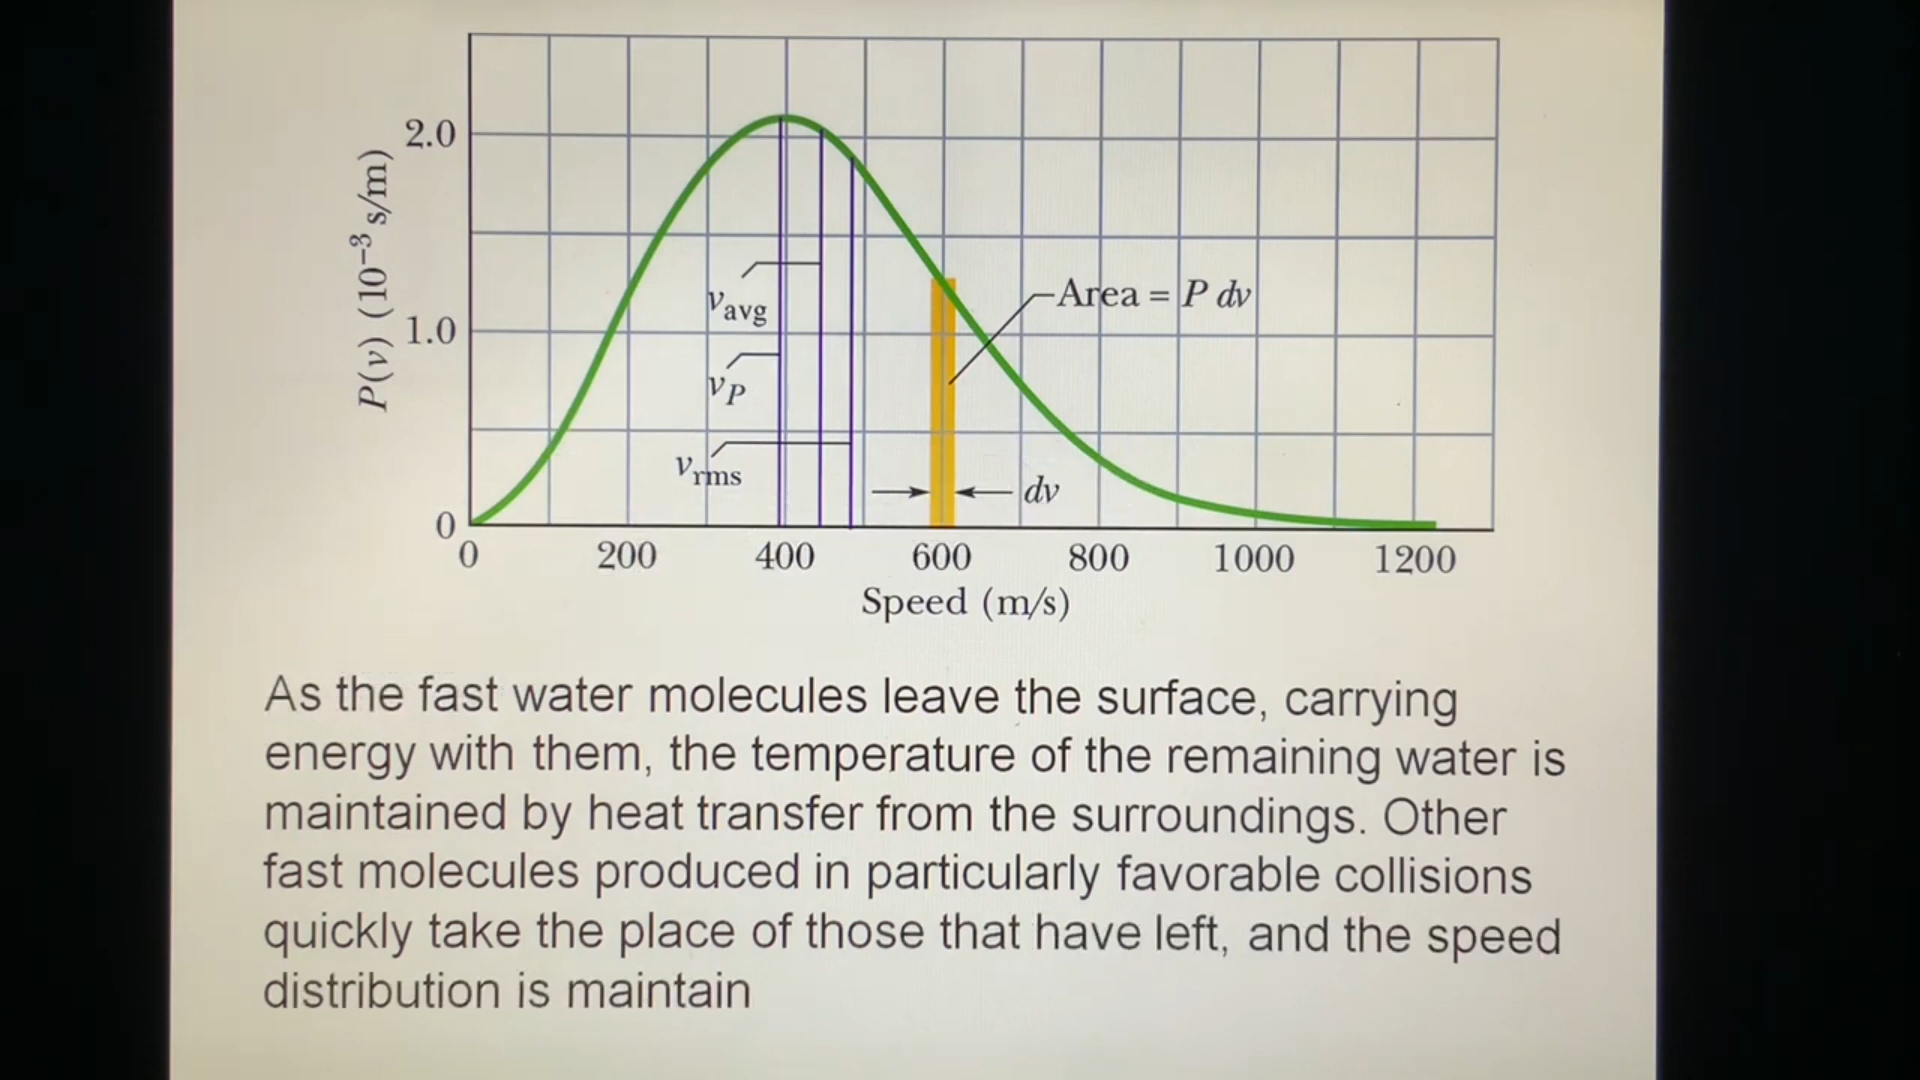 2.0
1.0
0
P(v) (10⁻³ s/m)
v_avg
v_P
v_rms
Area = P dv
dv
0 200 400 600 800 1000 1200
Speed (m/s)
As the fast water molecules leave the surface, carrying
energy with them, the temperature of the remaining water is
maintained by heat transfer from the surroundings. Other
fast molecules produced in particularly favorable collisions
quickly take the place of those that have left, and the speed
distribution is maintain